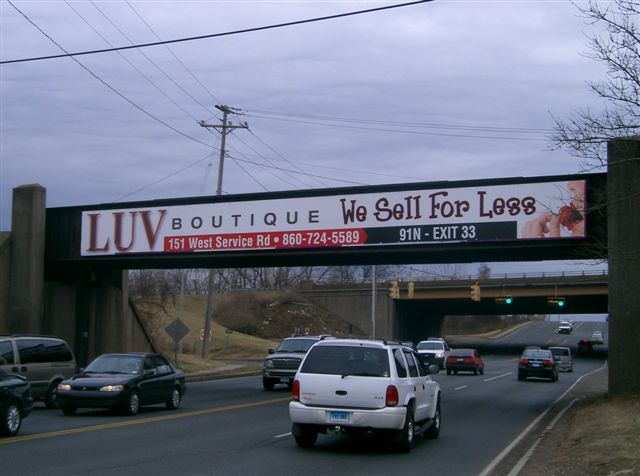 LUV BOUTIQUE We Sell For Less
151 West Service Rd • 860-724-5589 91N - EXIT 33